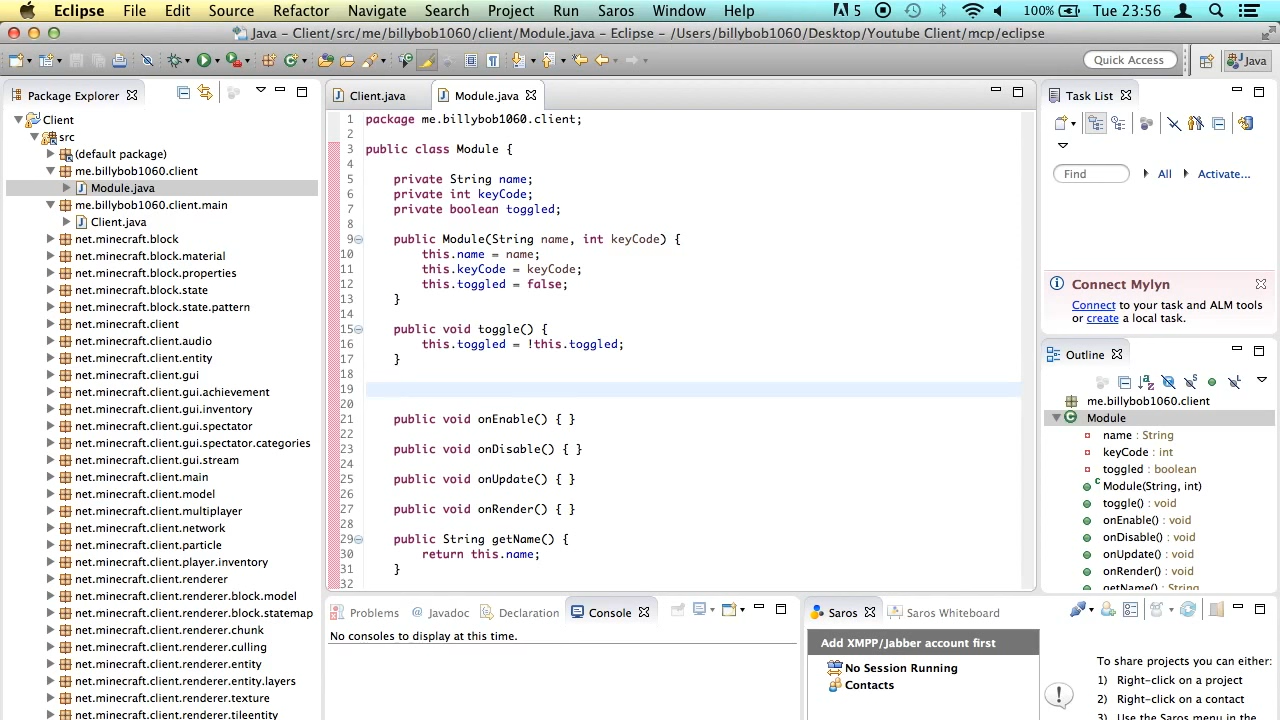 Eclipse File Edit Source Refactor Navigate Search Project Run Saros Window Help 5 100% Tue 23:56
Java - Client/src/me/billybob1060/client/Module.java - Eclipse - /Users/billybob1060/Desktop/Youtube Client/mcp/eclipse
Quick Access Java
Package Explorer
Client
src
(default package)
me.billybob1060.client
Module.java
me.billybob1060.client.main
Client.java
net.minecraft.block
net.minecraft.block.material
net.minecraft.block.properties
net.minecraft.block.state
net.minecraft.block.state.pattern
net.minecraft.client
net.minecraft.client.audio
net.minecraft.client.entity
net.minecraft.client.gui
net.minecraft.client.gui.achievement
net.minecraft.client.gui.inventory
net.minecraft.client.gui.spectator
net.minecraft.client.gui.spectator.categories
net.minecraft.client.gui.stream
net.minecraft.client.main
net.minecraft.client.model
net.minecraft.client.multiplayer
net.minecraft.client.network
net.minecraft.client.particle
net.minecraft.client.player.inventory
net.minecraft.client.renderer
net.minecraft.client.renderer.block.model
net.minecraft.client.renderer.block.statemap
net.minecraft.client.renderer.chunk
net.minecraft.client.renderer.culling
net.minecraft.client.renderer.entity
net.minecraft.client.renderer.entity.layers
net.minecraft.client.renderer.texture
net.minecraft.client.renderer.tileentity
Client.java Module.java
1 package me.billybob1060.client;
2
3 public class Module {
4
5 private String name;
6 private int keyCode;
7 private boolean toggled;
8
9 public Module(String name, int keyCode) {
10 this.name = name;
11 this.keyCode = keyCode;
12 this.toggled = false;
13 }
14
15 public void toggle() {
16 this.toggled = !this.toggled;
17 }
18
19
20
21 public void onEnable() { }
22
23 public void onDisable() { }
24
25 public void onUpdate() { }
26
27 public void onRender() { }
28
29 public String getName() {
30 return this.name;
31 }
32
Task List
Find All Activate...
Connect Mylyn
Connect to your task and ALM tools
or create a local task.
Outline
me.billybob1060.client
Module
name : String
keyCode : int
toggled : boolean
Module(String, int)
toggle() : void
onEnable() : void
onDisable() : void
onUpdate() : void
onRender() : void
getName() : String
Problems Javadoc Declaration Console
No consoles to display at this time.
Saros Saros Whiteboard
Add XMPP/Jabber account first
No Session Running
Contacts
To share projects you can either:
1) Right-click on a project
2) Right-click on a contact
3) Use the Saros menu in the